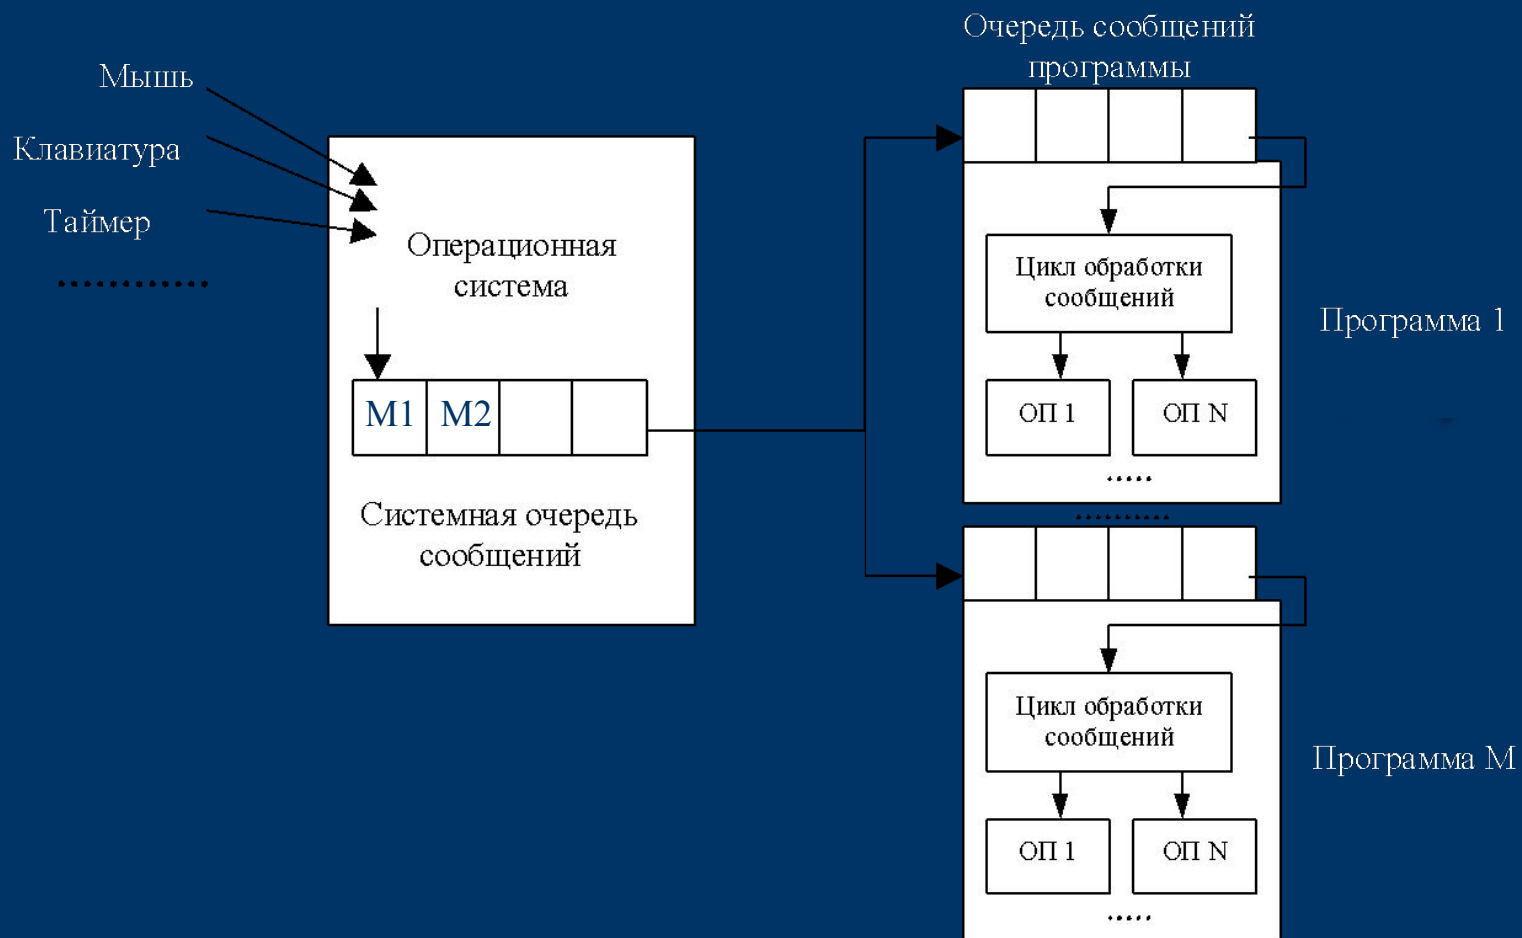 Очередь сообщений
программы
Мышь
Клавиатура
Таймер
............
Операционная
система
M1 M2
Системная очередь
сообщений
Цикл обработки
сообщений
ОП 1 ОП N
.....
Программа 1
..........
Цикл обработки
сообщений
ОП 1 ОП N
.....
Программа М